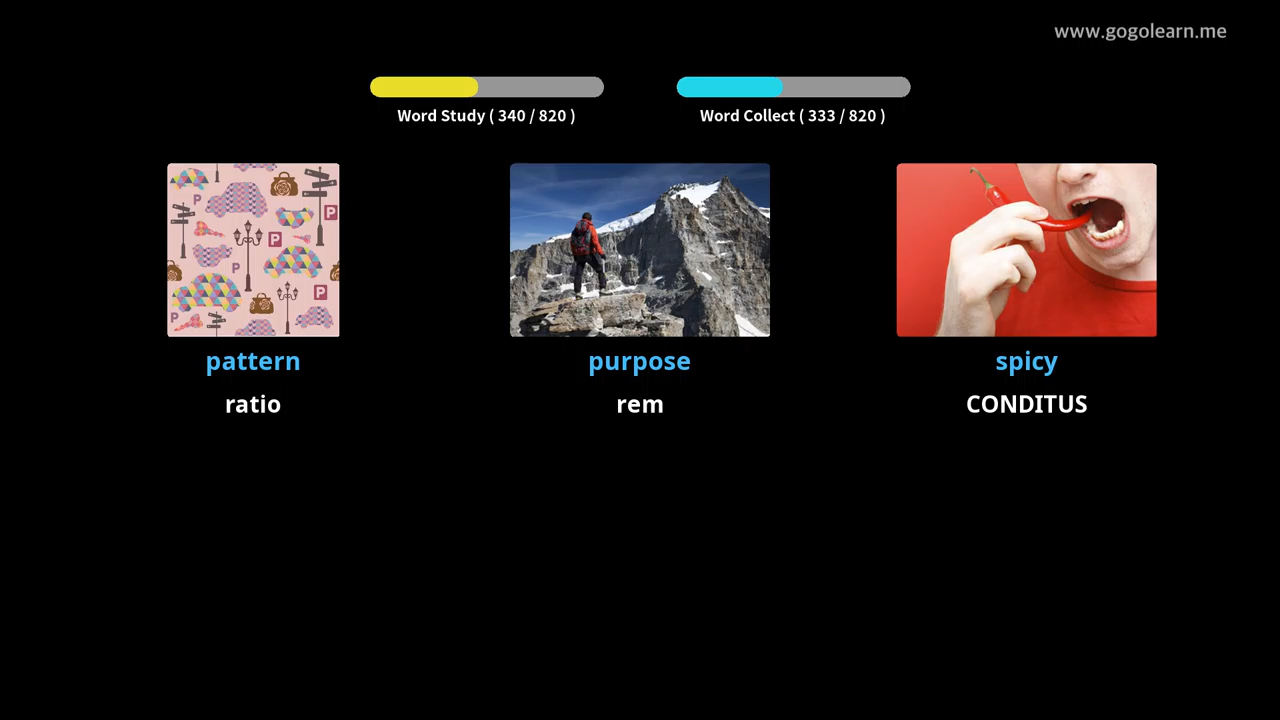 www.gogolearn.me
Word Study ( 340 / 820 )
Word Collect ( 333 / 820 )
P
P
P
P
P
P
pattern
purpose
spicy
ratio
rem
CONDITUS